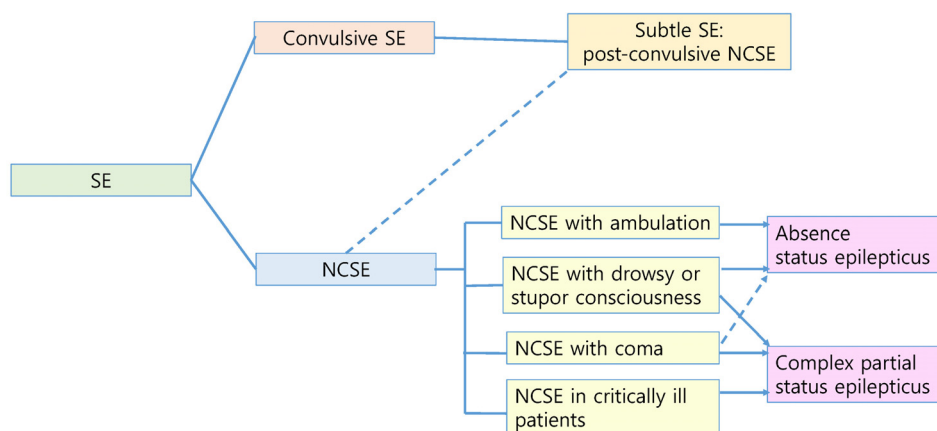 Convulsive SE
Subtle SE:
post-convulsive NCSE
SE
NCSE
NCSE with ambulation
NCSE with drowsy or
stupor consciousness
NCSE with coma
NCSE in critically ill
patients
Absence
status epilepticus
Complex partial
status epilepticus